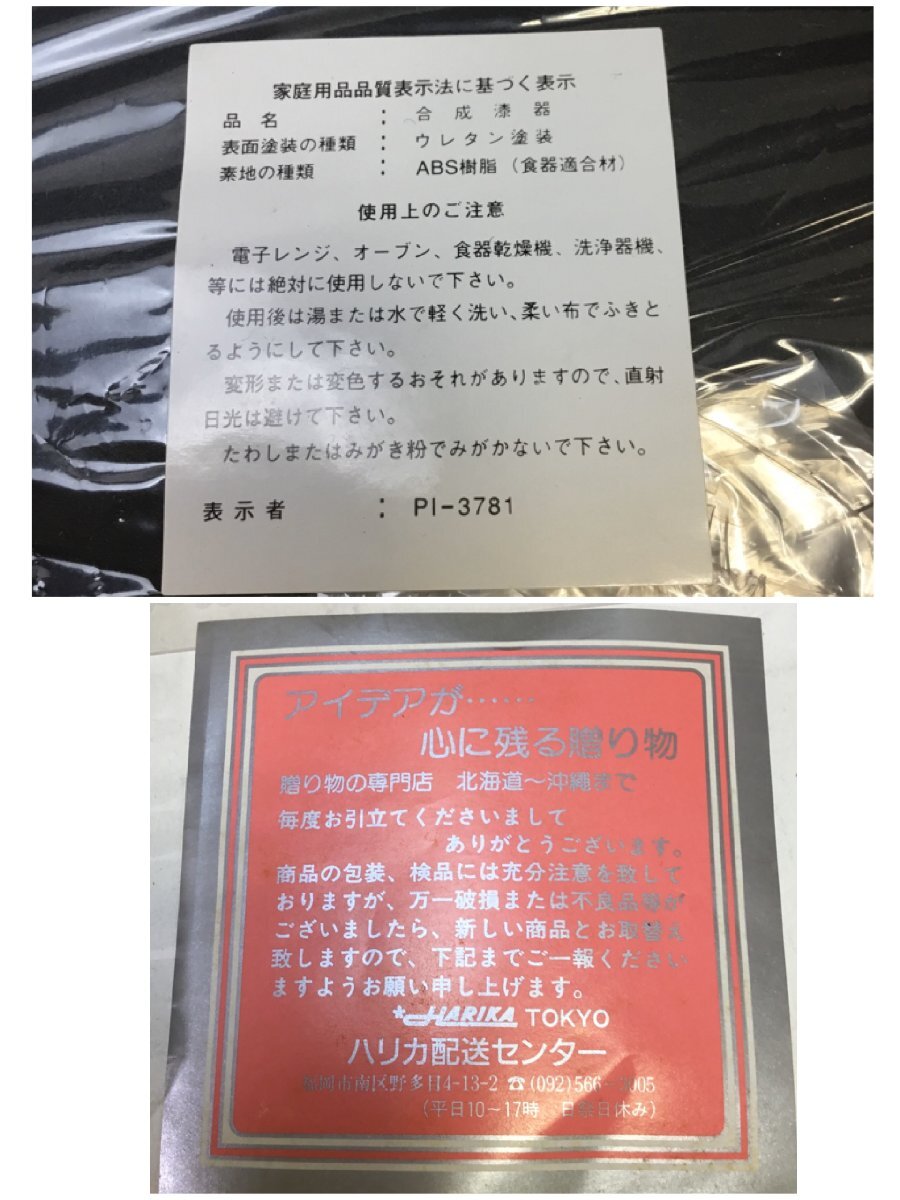 家庭用品品質表示法に基づく表示
品名 : 合成漆器
表面塗装の種類 : ウレタン塗装
素地の種類 : ABS樹脂（食器適合材）
使用上のご注意
電子レンジ、オーブン、食器乾燥機、洗浄器機、
等には絶対に使用しないで下さい。
使用後は湯または水で軽く洗い、柔い布でふきと
るようにして下さい。
変形または変色するおそれがありますので、直射
日光は避けて下さい。
たわしまたはみがき粉でみがかないで下さい。
表示者 : PI-3781
アイデアが……
心に残る贈り物
贈り物の専門店 北海道〜沖縄まで
毎度お引立てくださいまして
ありがとうございます。
商品の包装、検品には充分注意を致して
おりますが、万一破損または不良品等が
ございましたら、新しい商品とお取替え
致しますので、下記までご一報ください
ますようお願い申し上げます。
HARIKA TOKYO
ハリカ配送センター
福岡市南区野多目4-13-2 ☎(092)566-
(平日10〜17時 日祭日休み)